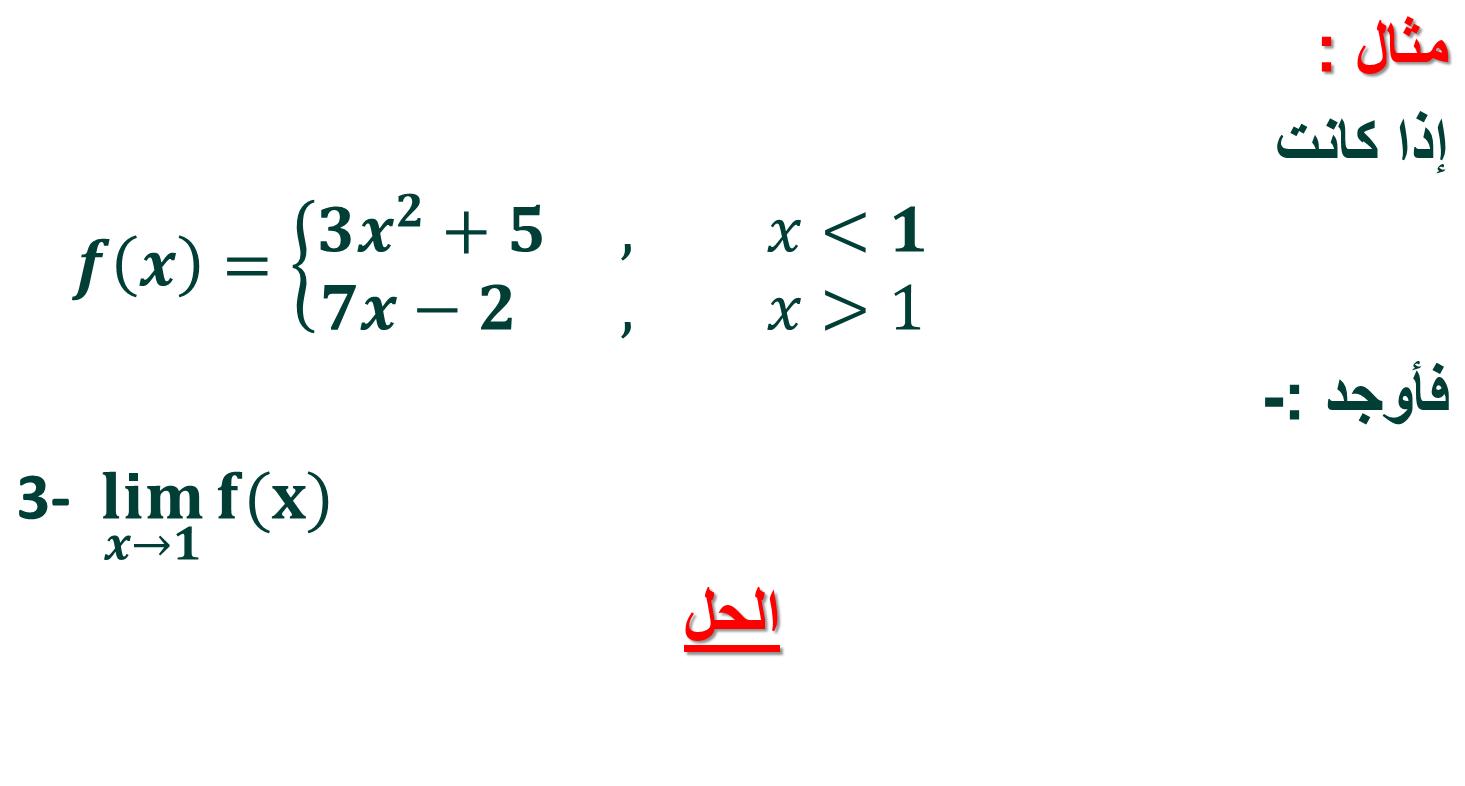 مثال :
إذا كانت
f(x) = {3x² + 5 , x < 1
7x − 2 , x > 1
فأوجد :-
3- lim f(x)
x→1
الحل